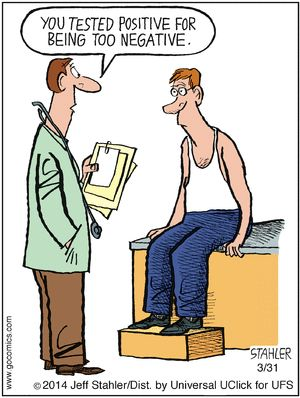 YOU TESTED POSITIVE FOR
BEING TOO NEGATIVE.
www.gocomics.com
STAHLER
3/31
©2014 Jeff Stahler/Dist. by Universal UClick for UFS